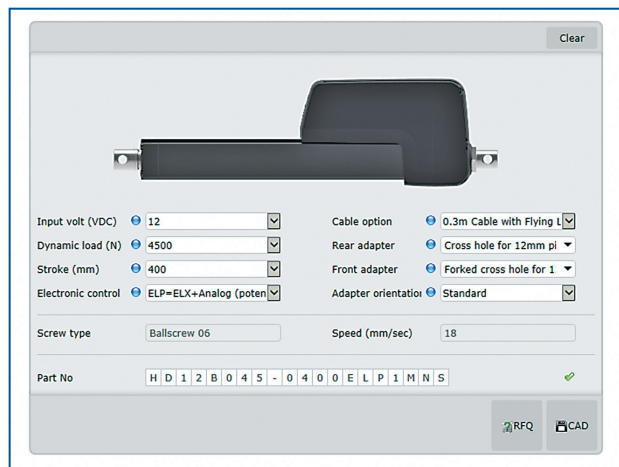 Clear
Input volt (VDC) 12 Cable option 0.3m Cable with Flying L
Dynamic load (N) 4500 Rear adapter Cross hole for 12mm pi
Stroke (mm) 400 Front adapter Forked cross hole for 1
Electronic control ELP=ELX+Analog (poten Adapter orientation Standard
Screw type Ballscrew 06 Speed (mm/sec) 18
Part No HD12B045-0400ELP1MNS
RFQ CAD